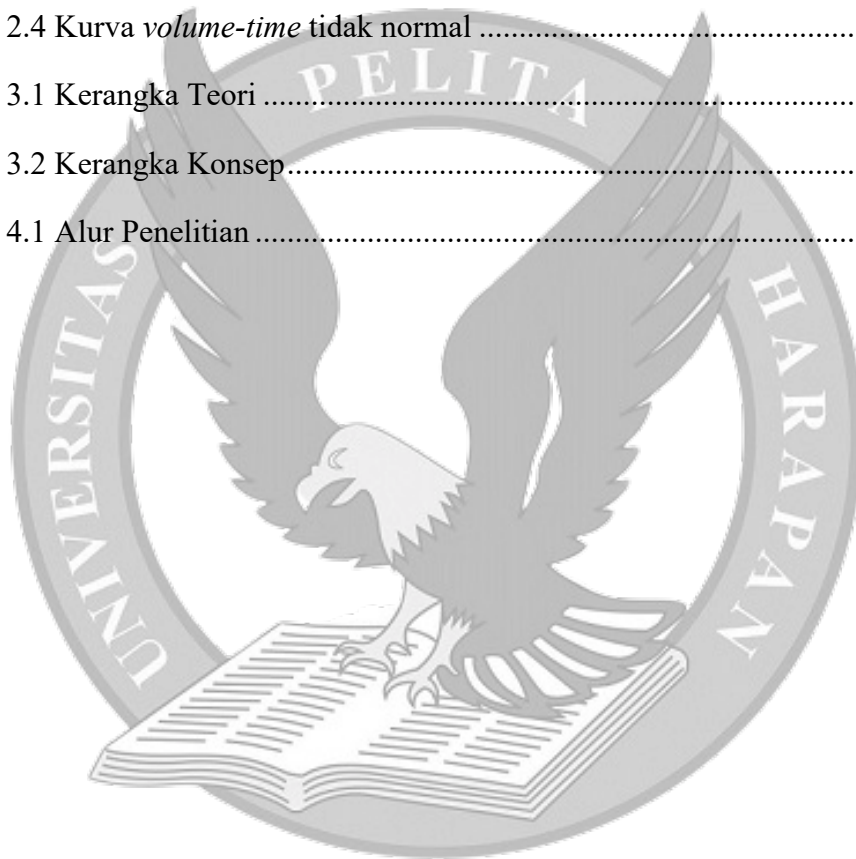 2.4 Kurva volume-time tidak normal ..........................................
3.1 Kerangka Teori ....................................................................
3.2 Kerangka Konsep.................................................................
4.1 Alur Penelitian .....................................................................
UNIVERSITAS PELITA HARAPAN